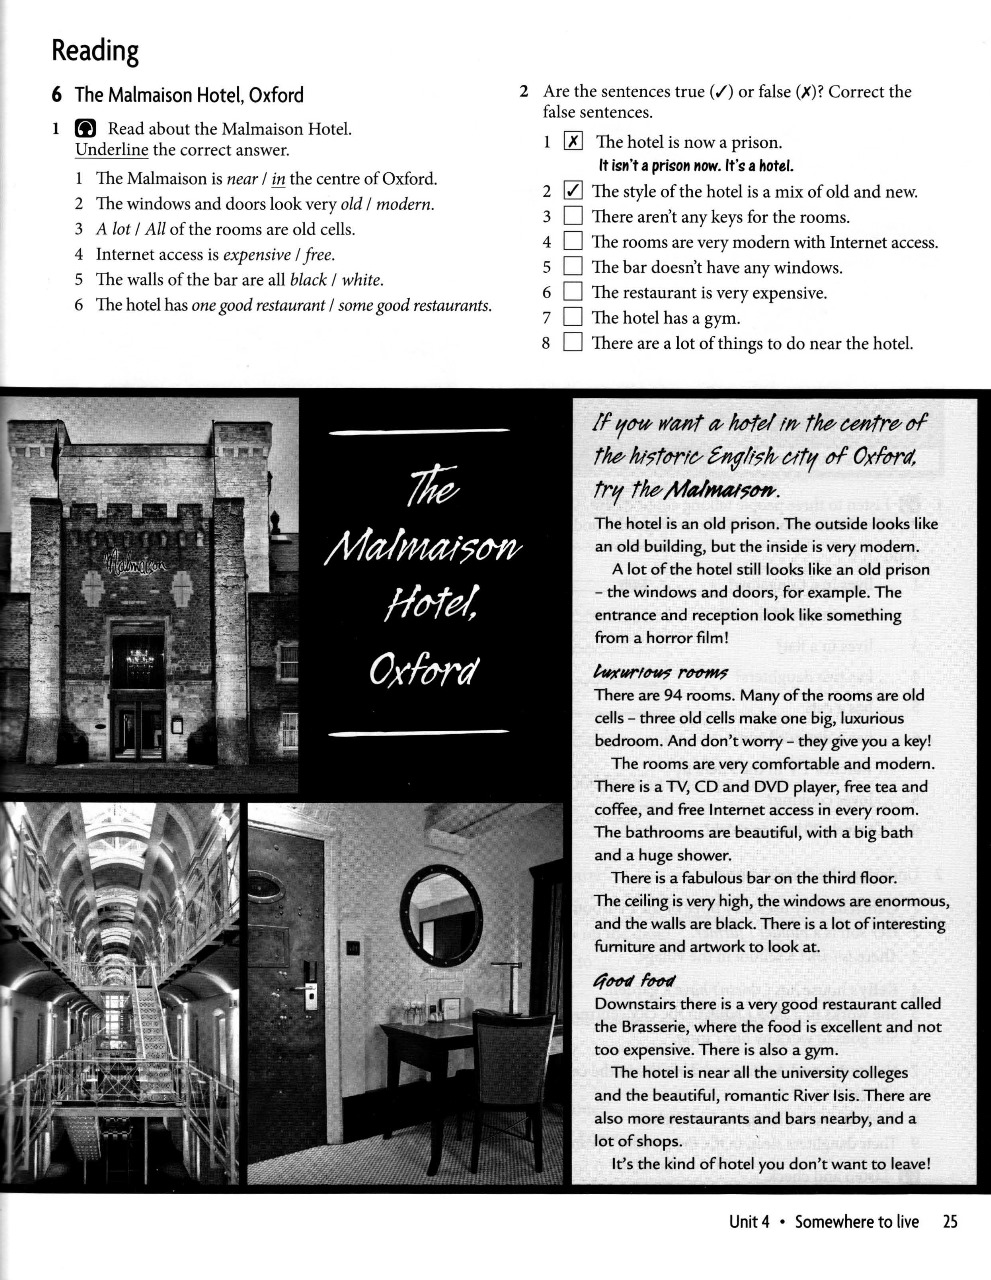 Reading
6 The Malmaison Hotel, Oxford
1 Read about the Malmaison Hotel.
Underline the correct answer.
1 The Malmaison is near / in the centre of Oxford.
2 The windows and doors look very old / modern.
3 A lot / All of the rooms are old cells.
4 Internet access is expensive / free.
5 The walls of the bar are all black / white.
6 The hotel has one good restaurant / some good restaurants.
2 Are the sentences true (✓) or false (✗)? Correct the
false sentences.
1 ✗ The hotel is now a prison.
It isn't a prison now. It's a hotel.
2 ✓ The style of the hotel is a mix of old and new.
3 There aren't any keys for the rooms.
4 The rooms are very modern with Internet access.
5 The bar doesn't have any windows.
6 The restaurant is very expensive.
7 The hotel has a gym.
8 There are a lot of things to do near the hotel.
Malmaison
The
Malmaison
Hotel,
Oxford
If you want a hotel in the centre of
the historic English city of Oxford,
try the Malmaison.
The hotel is an old prison. The outside looks like
an old building, but the inside is very modern.
A lot of the hotel still looks like an old prison
– the windows and doors, for example. The
entrance and reception look like something
from a horror film!
Luxurious rooms
There are 94 rooms. Many of the rooms are old
cells – three old cells make one big, luxurious
bedroom. And don't worry – they give you a key!
The rooms are very comfortable and modern.
There is a TV, CD and DVD player, free tea and
coffee, and free Internet access in every room.
The bathrooms are beautiful, with a big bath
and a huge shower.
There is a fabulous bar on the third floor.
The ceiling is very high, the windows are enormous,
and the walls are black. There is a lot of interesting
furniture and artwork to look at.
Good food
Downstairs there is a very good restaurant called
the Brasserie, where the food is excellent and not
too expensive. There is also a gym.
The hotel is near all the university colleges
and the beautiful, romantic River Isis. There are
also more restaurants and bars nearby, and a
lot of shops.
It's the kind of hotel you don't want to leave!
Unit 4 • Somewhere to live 25